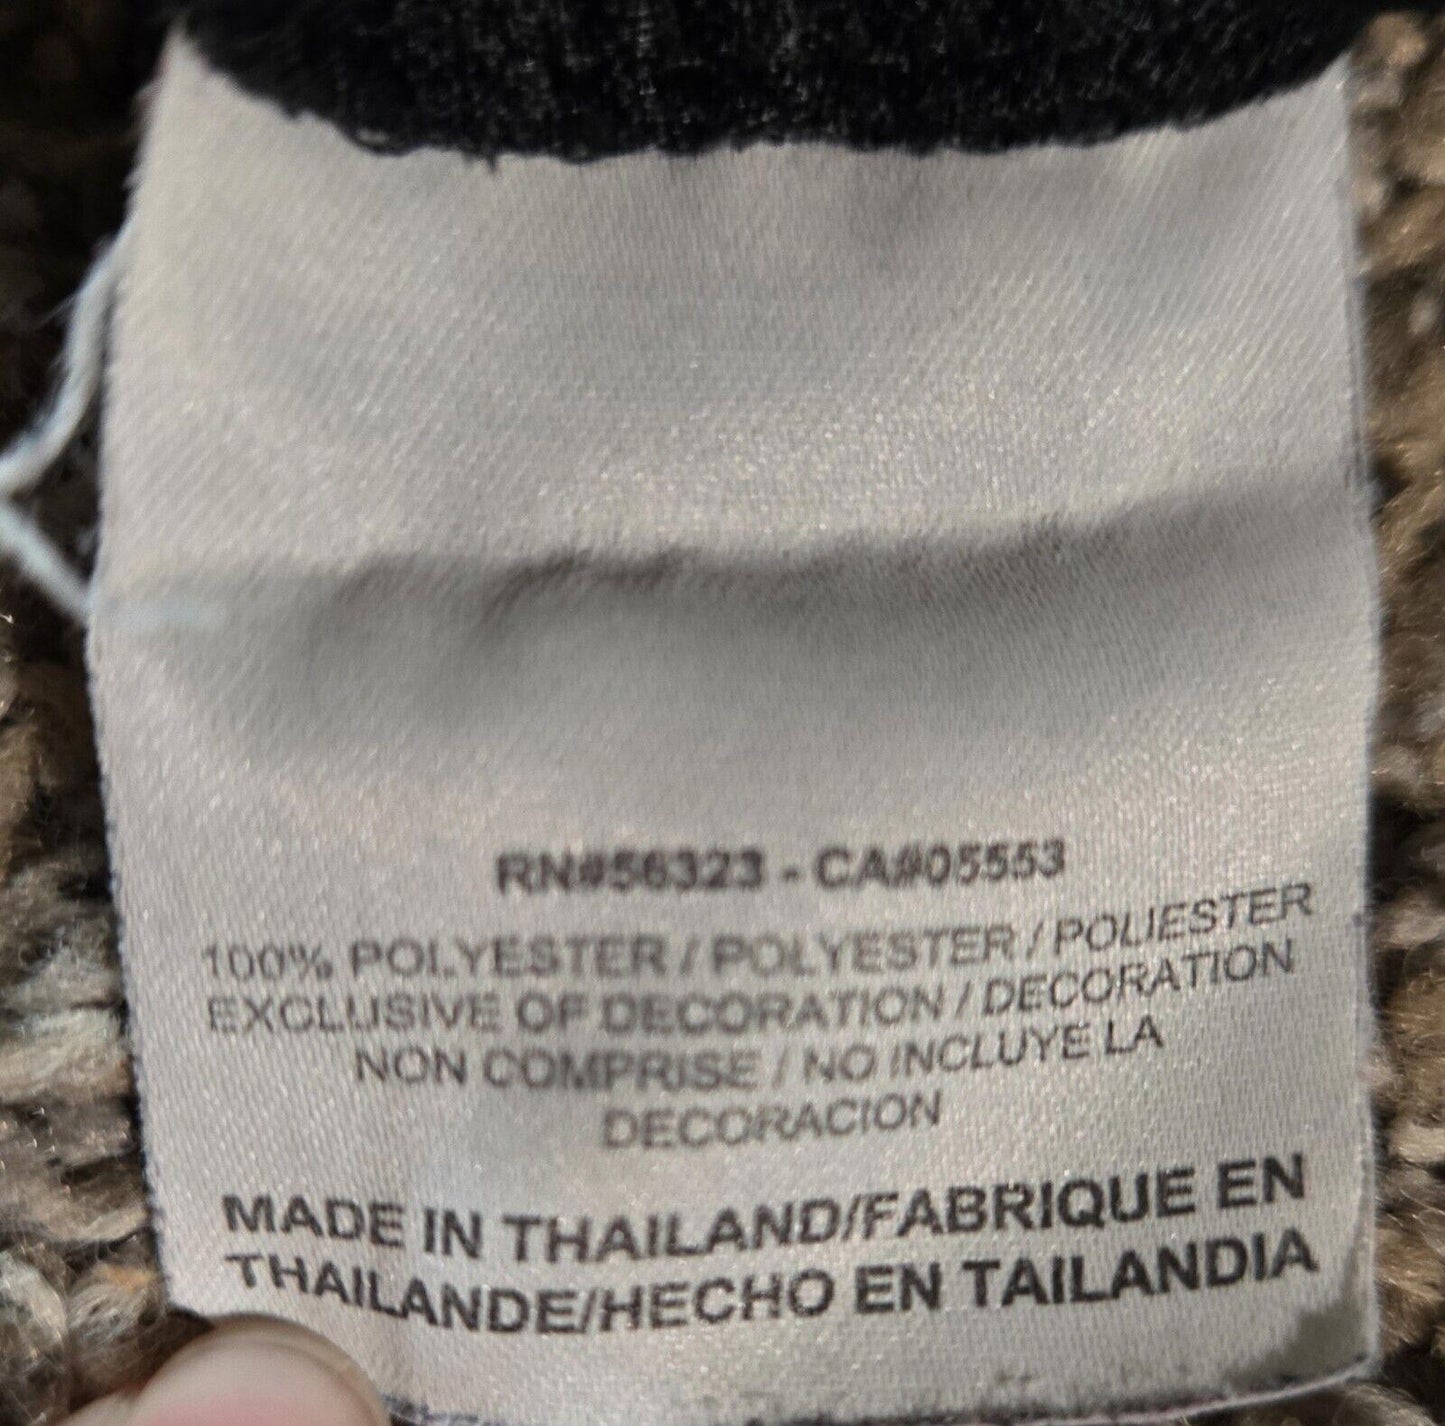 RN#56323 - CA#05553
100% POLYESTER / POLYESTER / POLIESTER
EXCLUSIVE OF DECORATION / DECORATION
NON COMPRISE / NO INCLUYE LA
DECORACION
MADE IN THAILAND/FABRIQUE EN
THAILANDE/HECHO EN TAILANDIA